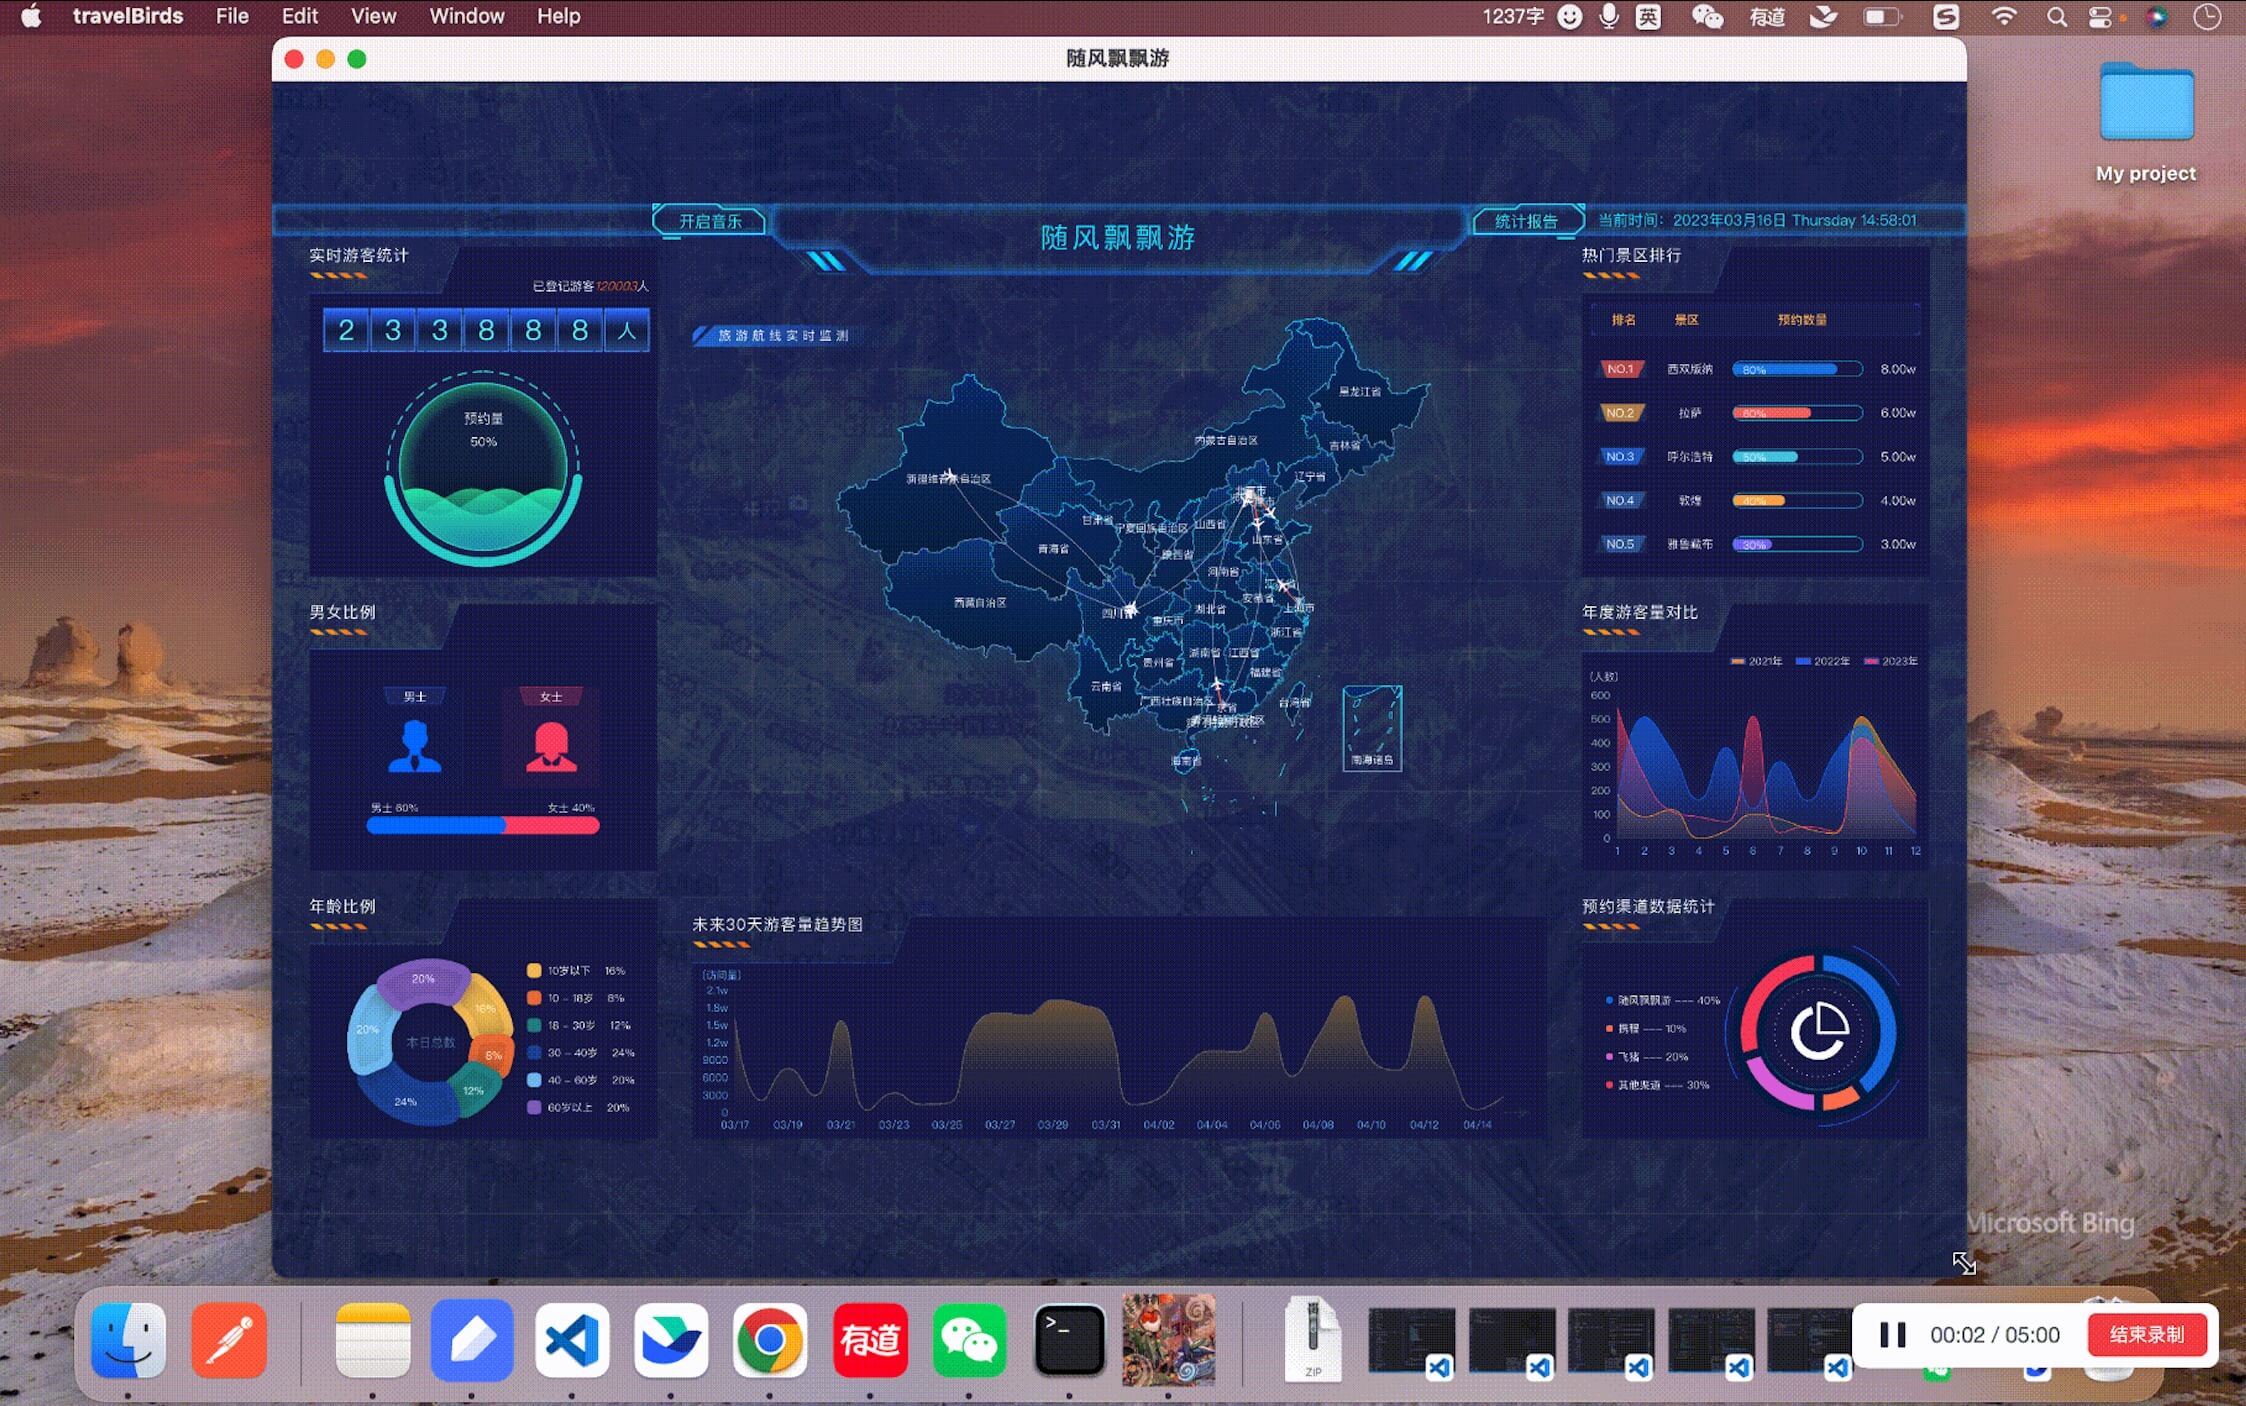 travelBirds File Edit View Window Help
1237字 英 有道
随风飘飘游
My project
开启音乐
随风飘飘游
统计报告
当前时间：2023年03月16日 Thursday 14:58:01
实时游客统计
已登记游客120003人
2 3 3 8 8 8 人
预约量
50%
男女比例
男士 女士
男士 60% 女士 40%
年龄比例
20%
16%
8%
12%
24%
20%
本日总数
10岁以下 16%
10 – 18岁 8%
18 – 30岁 12%
30 – 40岁 24%
40 – 60岁 20%
60岁以上 20%
旅游航线实时监测
黑龙江省
内蒙古自治区
吉林省
辽宁省
北京市
甘肃省
宁夏回族自治区
山西省
山东省
青海省
陕西省
河南省
西藏自治区
安徽省
四川
湖北省
上海市
重庆市
浙江省
湖南省
江西省
贵州省
福建省
云南省
广西壮族自治区
台湾省
海南省
南海诸岛
未来30天游客量趋势图
(访问量)
2.1w
1.8w
1.5w
1.2w
9000
6000
3000
0
03/17 03/19 03/21 03/23 03/25 03/27 03/29 03/31 04/02 04/04 04/06 04/08 04/10 04/12 04/14
热门景区排行
排名 景区 预约数量
NO.1 西双版纳 80% 8.00w
NO.2 拉萨 60% 6.00w
NO.3 呼尔浩特 50% 5.00w
NO.4 敦煌 40% 4.00w
NO.5 雅鲁藏布 30% 3.00w
年度游客量对比
2021年 2022年 2023年
(人数)
600
500
400
300
200
100
0
1 2 3 4 5 6 7 8 9 10 11 12
预约渠道数据统计
随风飘飘游 --- 40%
携程 --- 10%
飞猪 --- 20%
其他渠道 --- 30%
Microsoft Bing
有道
ZIP
00:02 / 05:00
结束录制